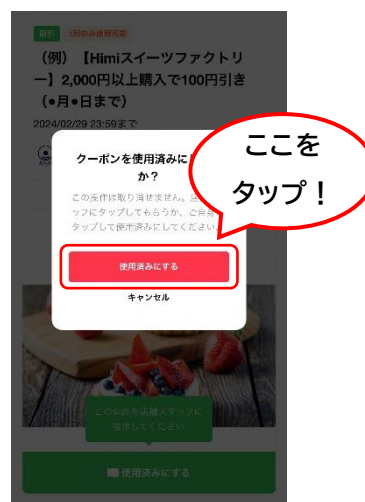 割引 1回のみ使用可能
（例）【Himiスイーツファクトリ
ー】2,000円以上購入で100円引き
（●月●日まで）
2024/02/29 23:59まで
ここを
タップ！
クーポンを使用済みに
か？
この操作は取り消せません。
ッフにタップしてもらうか、ご自身
タップして使用済みにしてください。
使用済みにする
キャンセル
この画面を店舗スタッフに
提示してください
使用済みにする